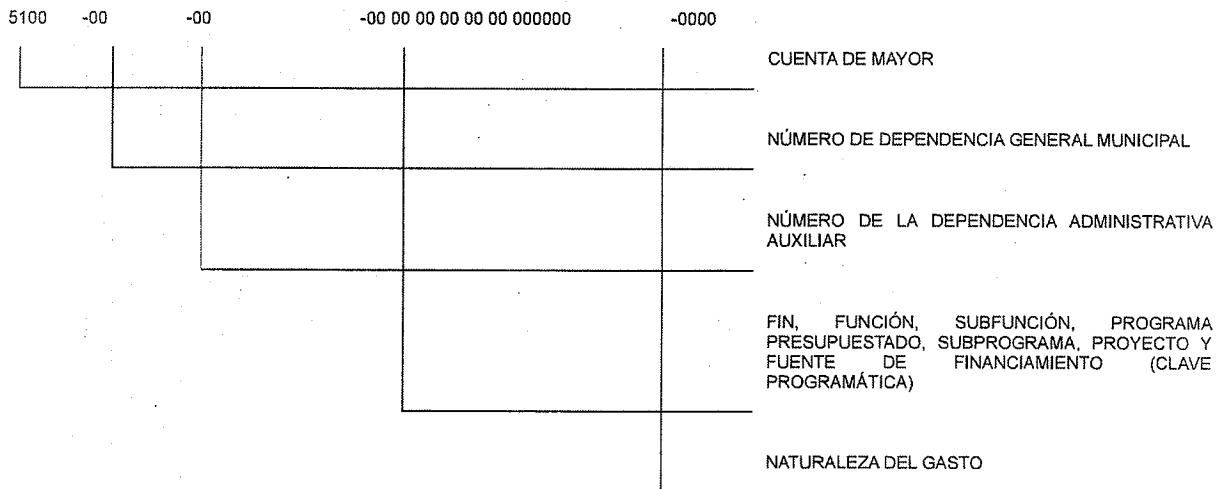 5100 -00 -00 -00 00 00 00 00 000000 -0000
CUENTA DE MAYOR
NÚMERO DE DEPENDENCIA GENERAL MUNICIPAL
NÚMERO DE LA DEPENDENCIA ADMINISTRATIVA
AUXILIAR
FIN, FUNCIÓN, SUBFUNCIÓN, PROGRAMA
PRESUPUESTADO, SUBPROGRAMA, PROYECTO Y
FUENTE DE FINANCIAMIENTO (CLAVE
PROGRAMÁTICA)
NATURALEZA DEL GASTO